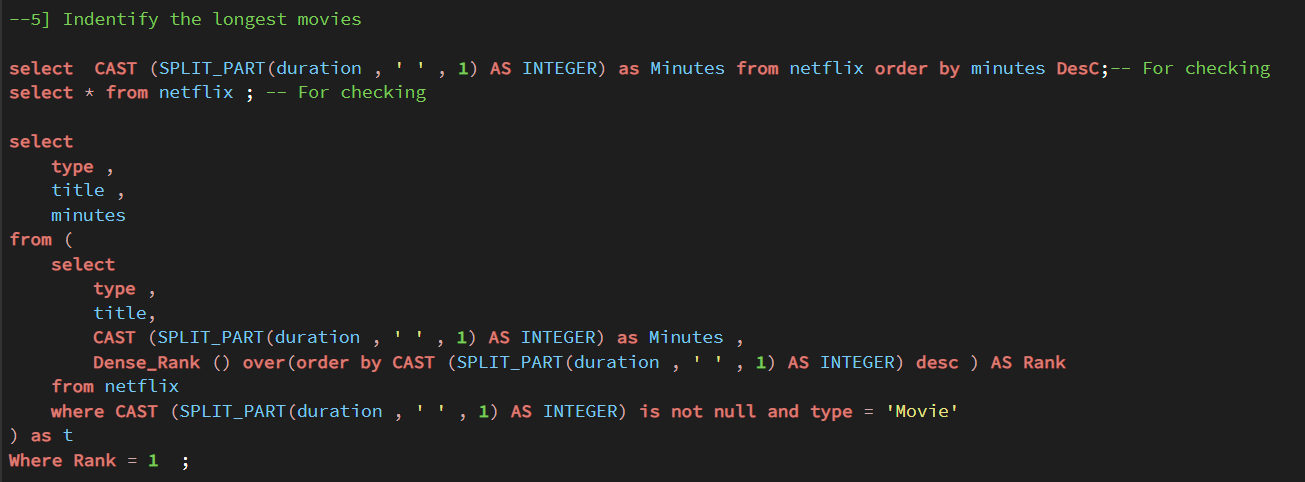 --5] Indentify the longest movies
select  CAST (SPLIT_PART(duration , ' ' , 1) AS INTEGER) as Minutes from netflix order by minutes DesC;-- For checking
select * from netflix ; -- For checking
select
    type ,
    title ,
    minutes
from (
    select
        type ,
        title,
        CAST (SPLIT_PART(duration , ' ' , 1) AS INTEGER) as Minutes ,
        Dense_Rank () over(order by CAST (SPLIT_PART(duration , ' ' , 1) AS INTEGER) desc ) AS Rank
    from netflix
    where CAST (SPLIT_PART(duration , ' ' , 1) AS INTEGER) is not null and type = 'Movie'
) as t
Where Rank = 1  ;